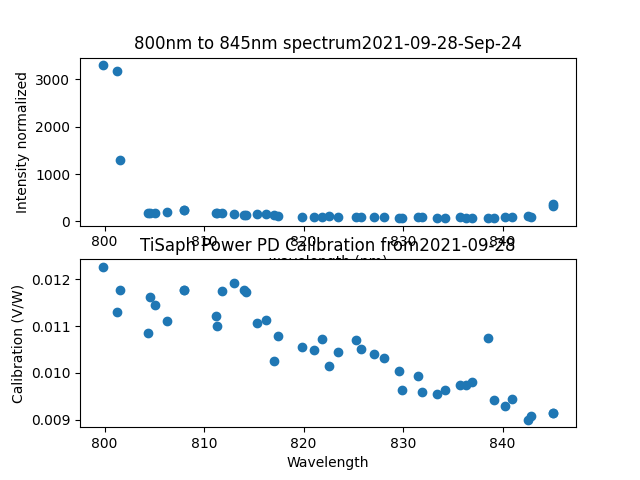 800nm to 845nm spectrum2021-09-28-Sep-24
Intensity normalized
3000
2000
1000
0
800 810 820 830 840
wavelength (nm)
TiSaph Power PD Calibration from2021-09-28
Calibration (V/W)
0.012
0.011
0.010
0.009
800 810 820 830 840
Wavelength